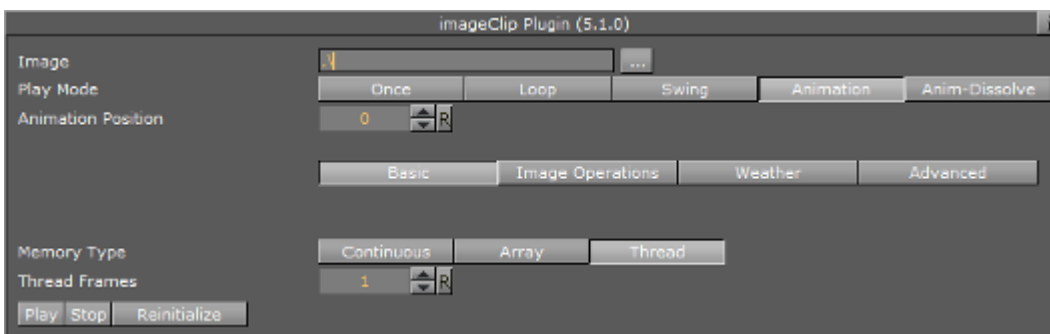 imageClip Plugin (5.1.0)
Image .\ ...
Play Mode Once Loop Swing Animation Anim-Dissolve
Animation Position 0 R
Basic Image Operations Weather Advanced
Memory Type Continuous Array Thread
Thread Frames 1 R
Play Stop Reinitialize